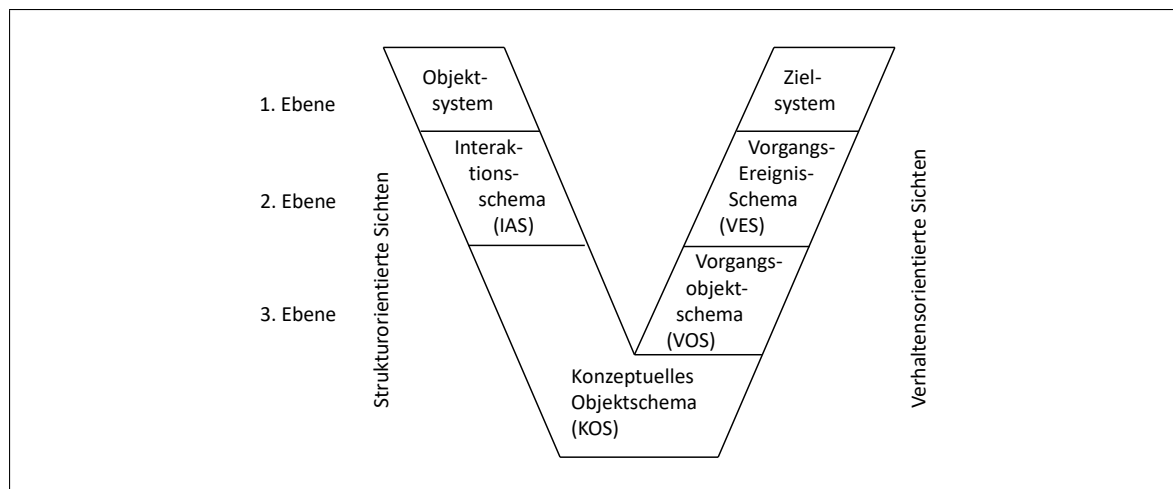 Objekt-
system
Ziel-
system
1. Ebene
Interak-
tions-
schema
(IAS)
Vorgangs-
Ereignis-
Schema
(VES)
2. Ebene
Strukturorientierte Sichten
Verhaltensorientierte Sichten
Vorgangs-
objekt-
schema
(VOS)
3. Ebene
Konzeptuelles
Objektschema
(KOS)